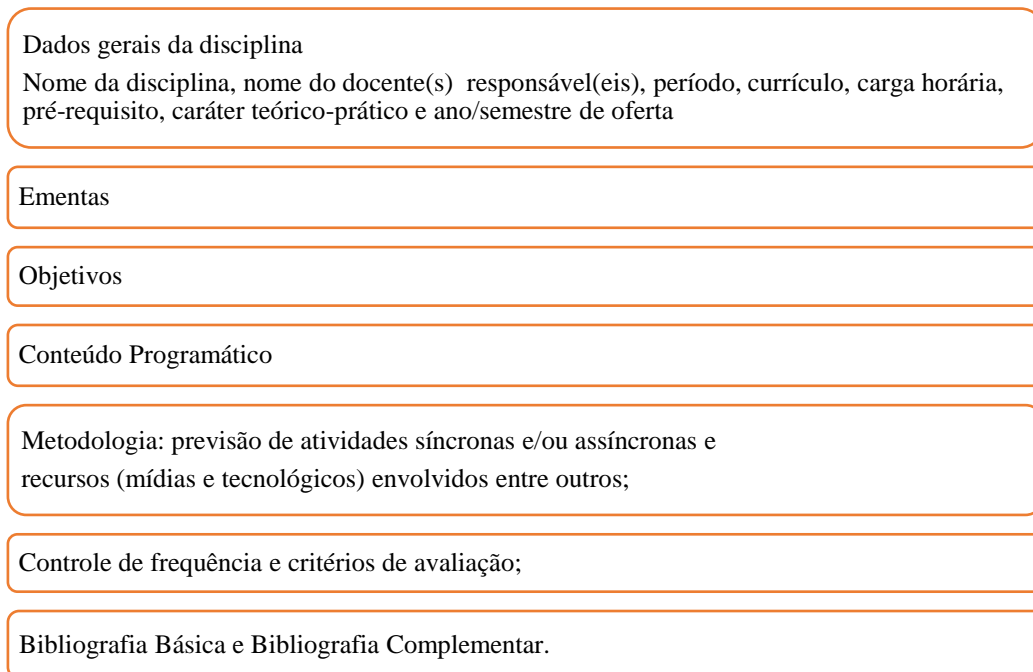 Dados gerais da disciplina
Nome da disciplina, nome do docente(s) responsável(eis), período, currículo, carga horária,
pré-requisito, caráter teórico-prático e ano/semestre de oferta
Ementas
Objetivos
Conteúdo Programático
Metodologia: previsão de atividades síncronas e/ou assíncronas e
recursos (mídias e tecnológicos) envolvidos entre outros;
Controle de frequência e critérios de avaliação;
Bibliografia Básica e Bibliografia Complementar.